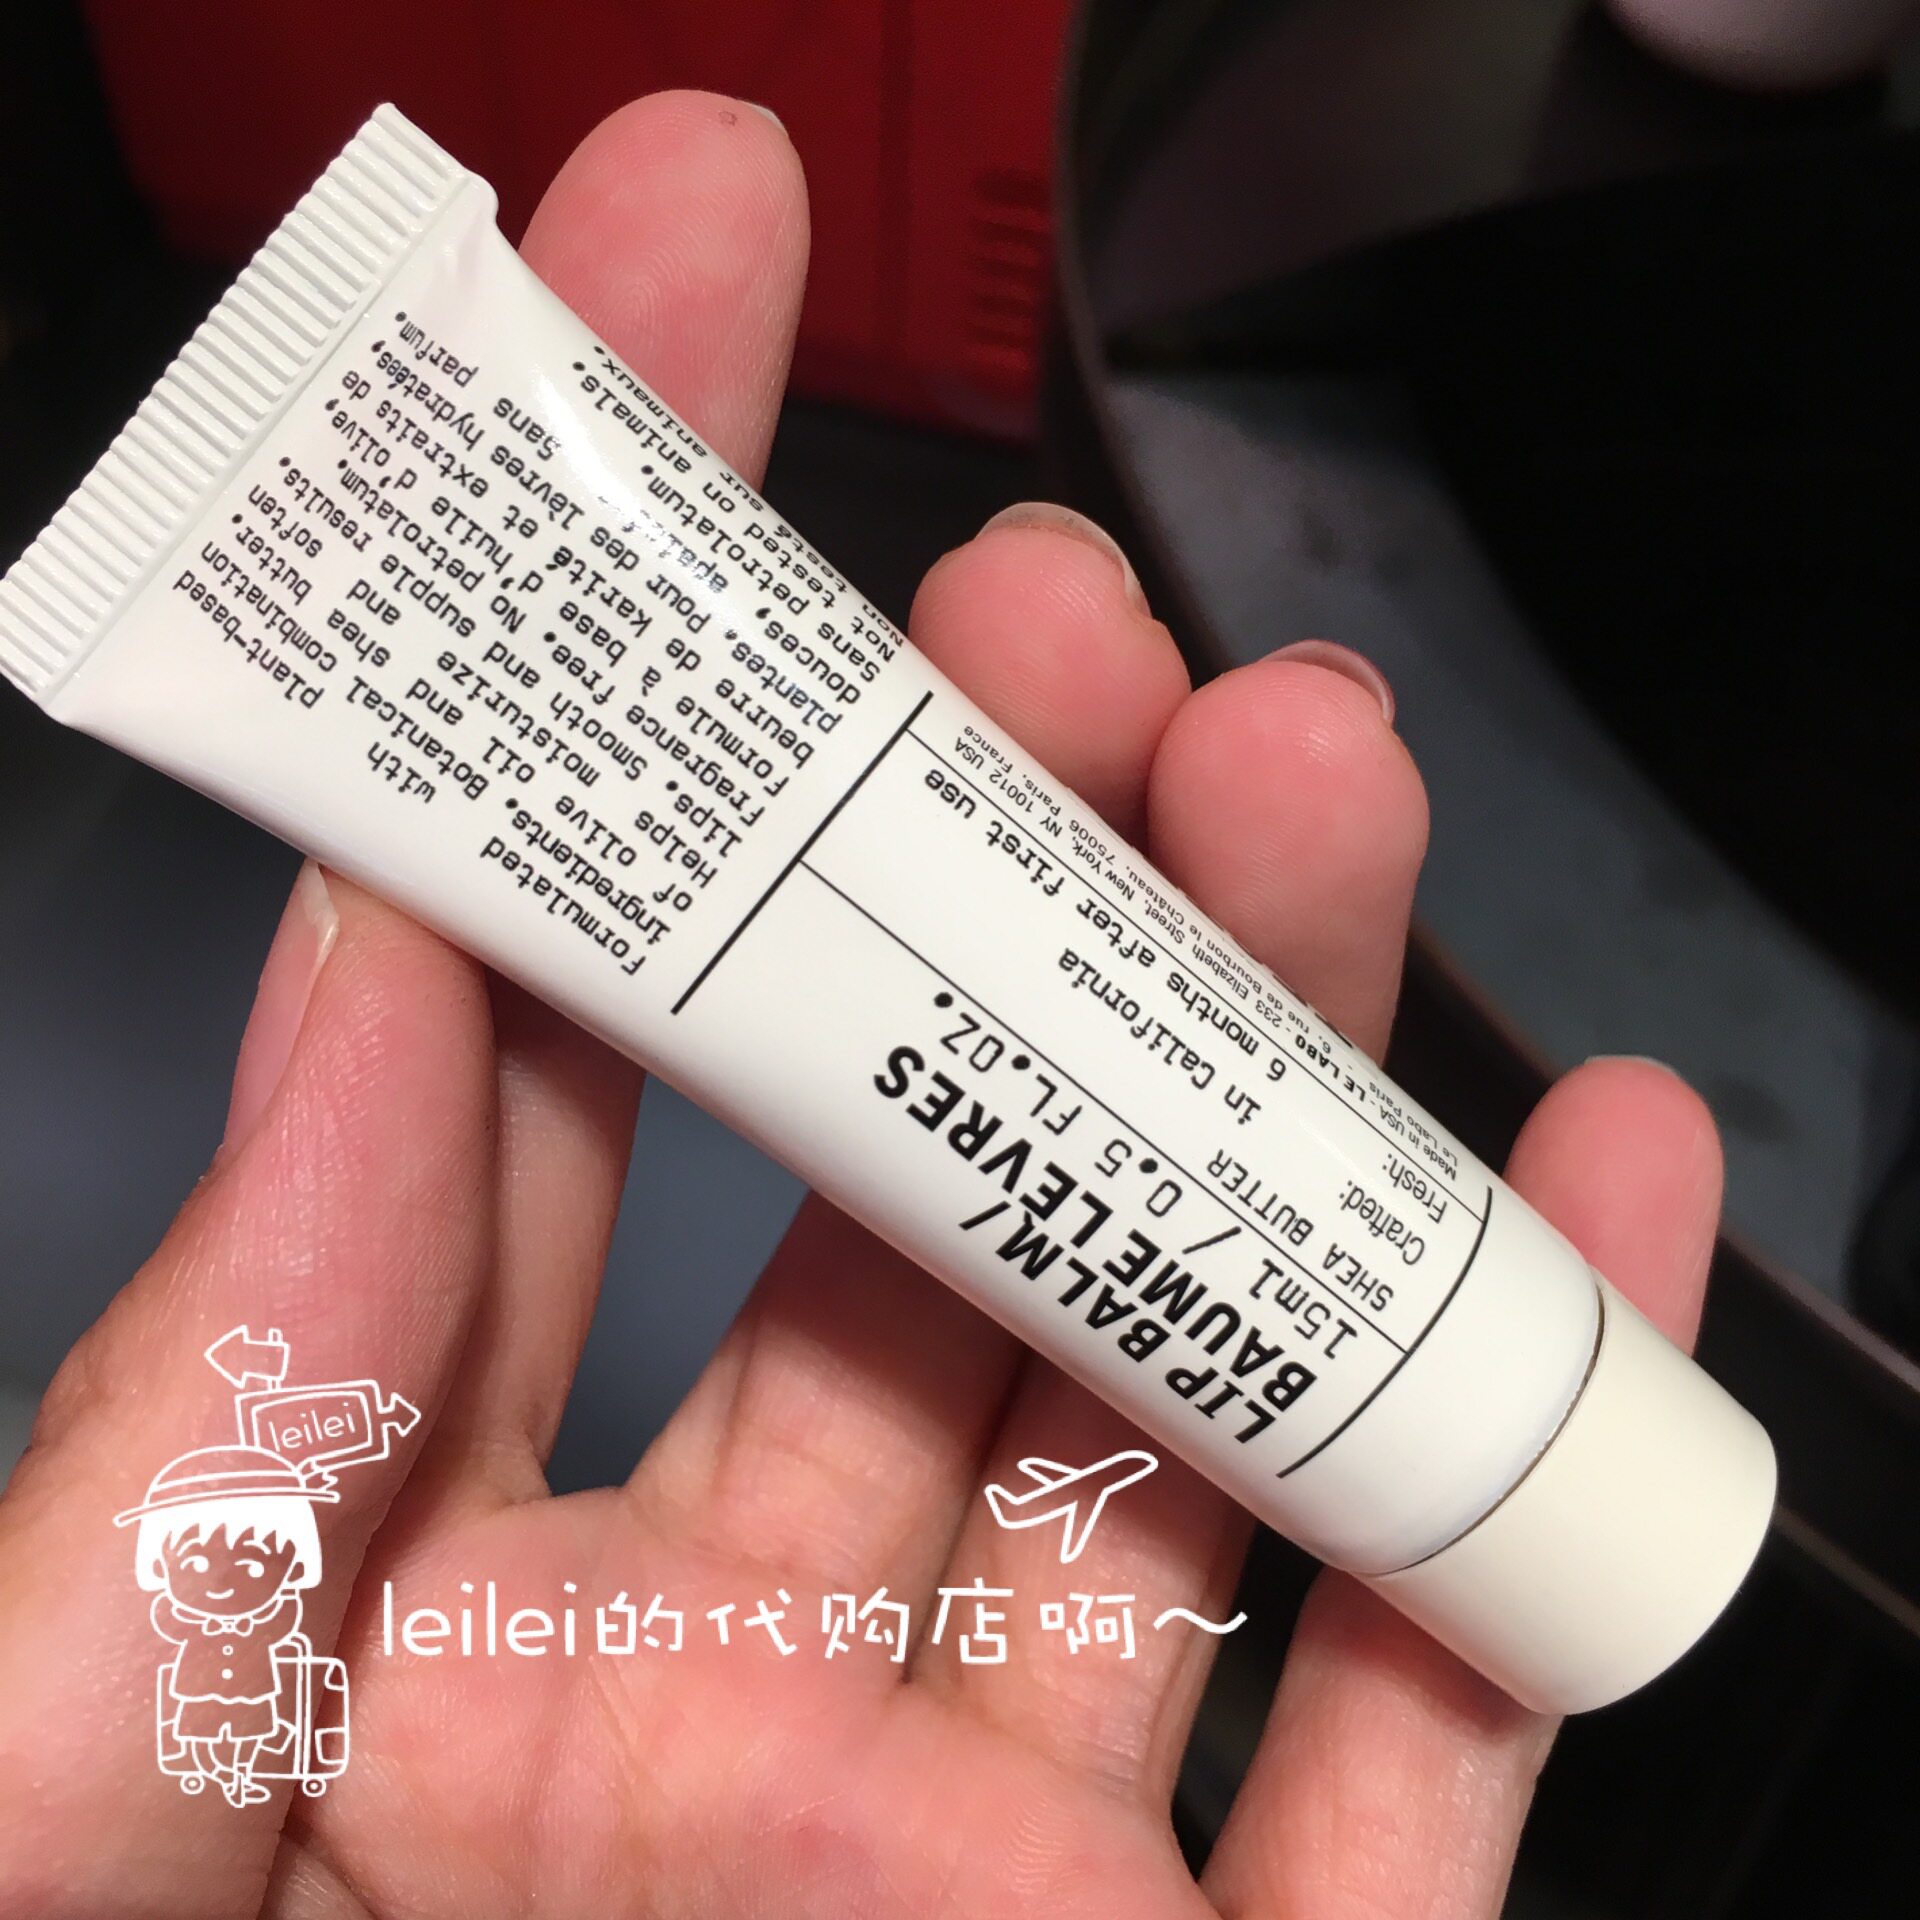 LIP BALM/
BAUME LEVRES
15ml / 0.5 FL.OZ.
SHEA BUTTER
Crafted: in California
Fresh: 6 months after first use
Made in USA - LE LABO - 233 Elizabeth Street, New York, NY 10012 USA
Le Labo Paris - 6, rue de Bourbon le Château. 75006 Paris, France
Formulated with plant-based
ingredients. Botanical combination
of olive oil and shea butter.
Helps moisturize and soften
lips. Smooth and supple results.
Fragrance free. No petrolatum.
Formule à base d'huile d'olive,
beurre de karité et extraits de
plantes. Pour des lèvres hydratées,
douces, Sans parfum.
Sans petrolatum.
Not tested on animals.
Non testé sur animaux.
leilei
leilei的代购店啊～